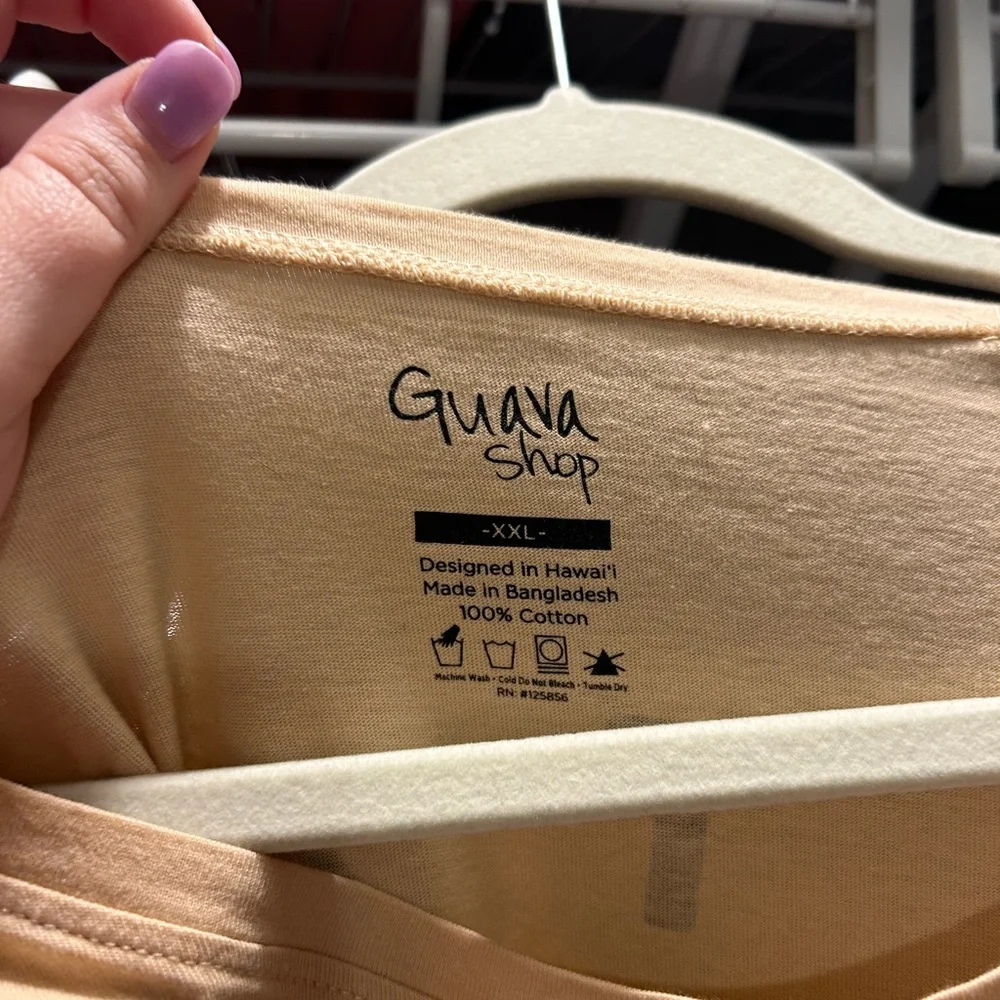 Guava
shop
-XXL-
Designed in Hawai'i
Made in Bangladesh
100% Cotton
Machine Wash • Cold Do Not Bleach • Tumble Dry
RN: #125856